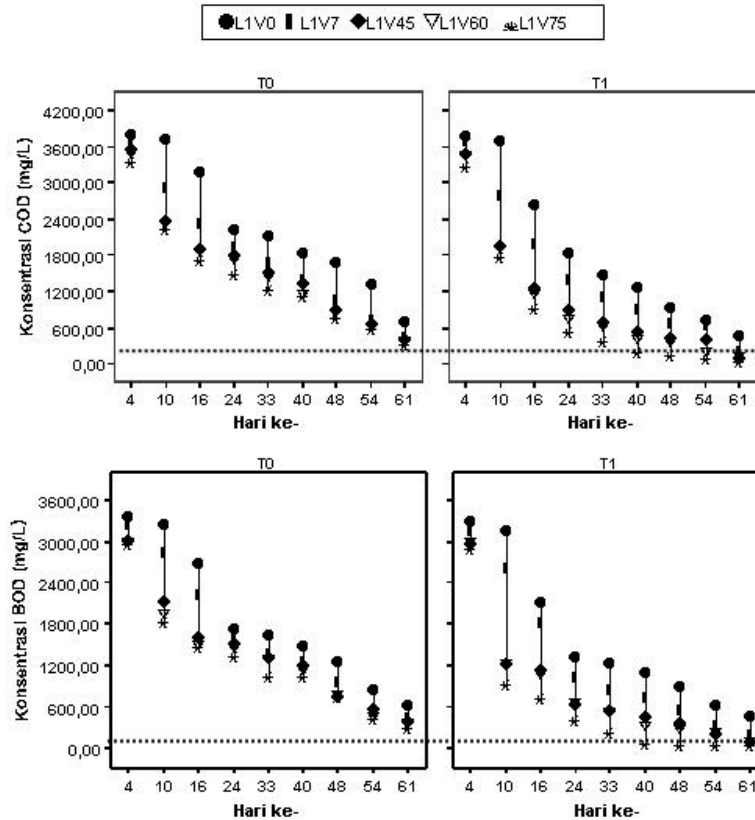 L1V0 L1V7 L1V45 L1V60 L1V75
T0 T1
Konsentrasi COD (mg/L)
4200,00
3600,00
3000,00
2400,00
1800,00
1200,00
600,00
0,00
4 10 16 24 33 40 48 54 61 4 10 16 24 33 40 48 54 61
Hari ke- Hari ke-
T0 T1
Konsentrasi BOD (mg/L)
3600,00
3000,00
2400,00
1800,00
1200,00
600,00
0,00
4 10 16 24 33 40 48 54 61 4 10 16 24 33 40 48 54 61
Hari ke- Hari ke-